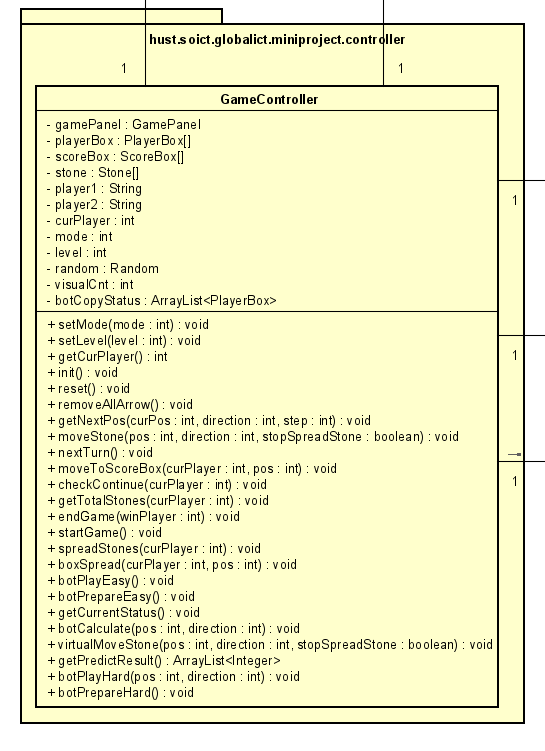 hust.soict.globalict.miniproject.controller
1
1
GameController
- gamePanel : GamePanel
- playerBox : PlayerBox[]
- scoreBox : ScoreBox[]
- stone : Stone[]
- player1 : String
- player2 : String
- curPlayer : int
- mode : int
- level : int
- random : Random
- visualCnt : int
- botCopyStatus : ArrayList<PlayerBox>
+ setMode(mode : int) : void
+ setLevel(level : int) : void
+ getCurPlayer() : int
+ init() : void
+ reset() : void
+ removeAllArrow() : void
+ getNextPos(curPos : int, direction : int, step : int) : void
+ moveStone(pos : int, direction : int, stopSpreadStone : boolean) : void
+ nextTurn() : void
+ moveToScoreBox(curPlayer : int, pos : int) : void
+ checkContinue(curPlayer : int) : void
+ getTotalStones(curPlayer : int) : void
+ endGame(winPlayer : int) : void
+ startGame() : void
+ spreadStones(curPlayer : int) : void
+ boxSpread(curPlayer : int, pos : int) : void
+ botPlayEasy() : void
+ botPrepareEasy() : void
+ getCurrentStatus() : void
+ botCalculate(pos : int, direction : int) : void
+ virtualMoveStone(pos : int, direction : int, stopSpreadStone : boolean) : void
+ getPredictResult() : ArrayList<Integer>
+ botPlayHard(pos : int, direction : int) : void
+ botPrepareHard() : void
1
1
1